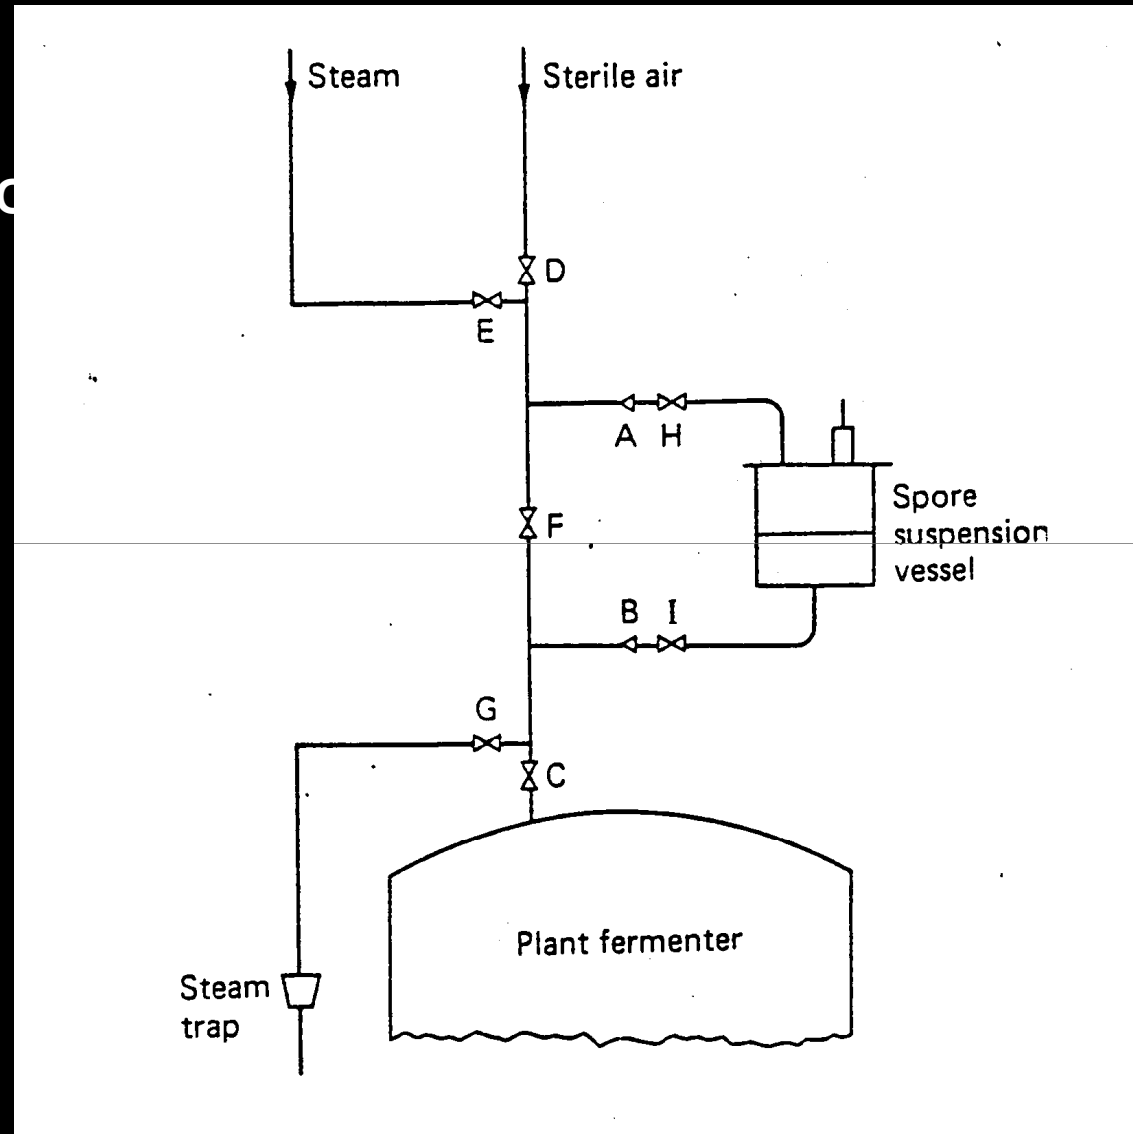 Steam
Sterile air
D
E
A H
F
Spore
suspension
vessel
B I
G
C
Plant fermenter
Steam
trap